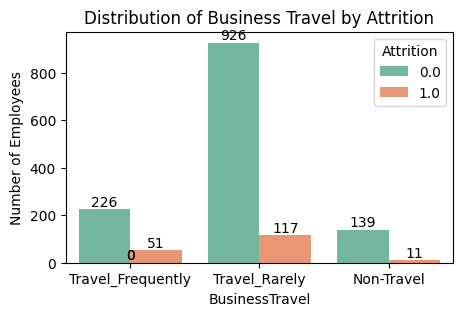 Distribution of Business Travel by Attrition
Number of Employees
800
600
400
200
0
226
0
51
926
117
139
11
Attrition
0.0
1.0
Travel_Frequently
Travel_Rarely
Non-Travel
BusinessTravel